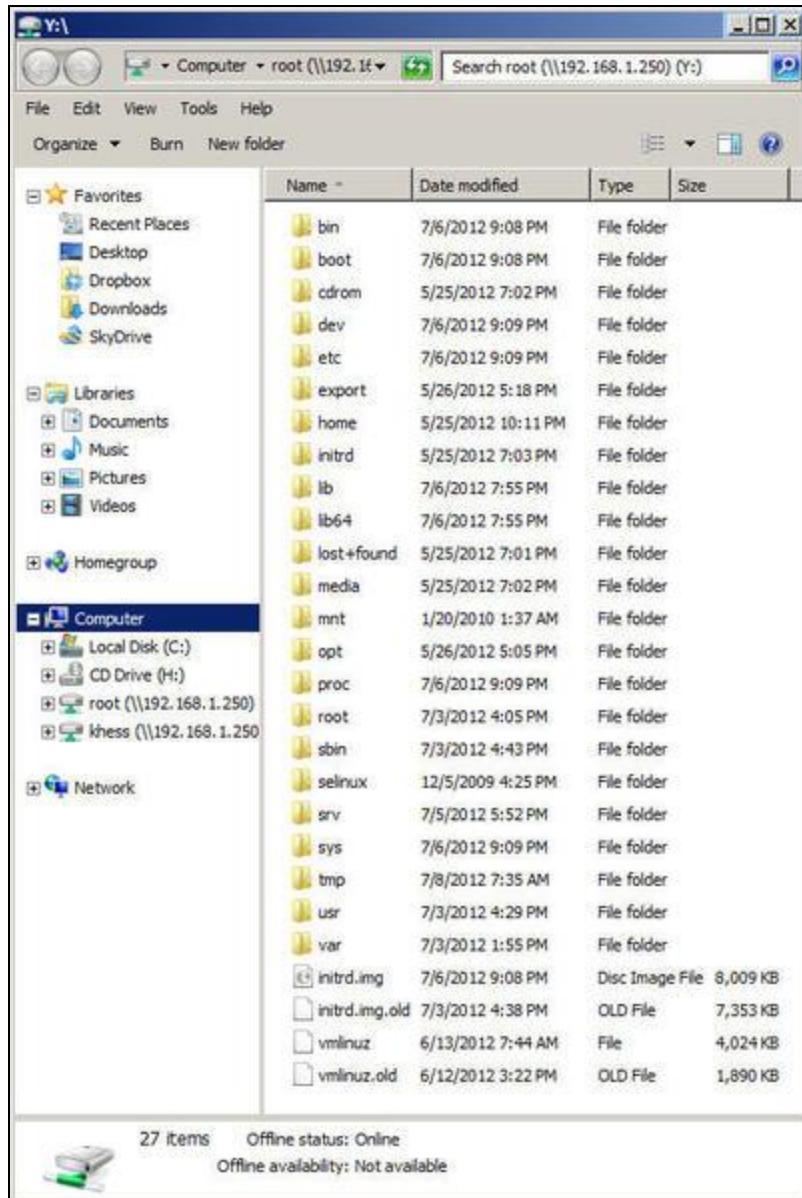 Y:\
Computer root (\\192.16 Search root (\\192.168.1.250) (Y:)
File Edit View Tools Help
Organize Burn New folder
Favorites
Recent Places
Desktop
Dropbox
Downloads
SkyDrive
Libraries
Documents
Music
Pictures
Videos
Homegroup
Computer
Local Disk (C:)
CD Drive (H:)
root (\\192.168.1.250)
khess (\\192.168.1.250
Network
Name Date modified Type Size
bin 7/6/2012 9:08 PM File folder
boot 7/6/2012 9:08 PM File folder
cdrom 5/25/2012 7:02 PM File folder
dev 7/6/2012 9:09 PM File folder
etc 7/6/2012 9:09 PM File folder
export 5/26/2012 5:18 PM File folder
home 5/25/2012 10:11 PM File folder
initrd 5/25/2012 7:03 PM File folder
lib 7/6/2012 7:55 PM File folder
lib64 7/6/2012 7:55 PM File folder
lost+found 5/25/2012 7:01 PM File folder
media 5/25/2012 7:02 PM File folder
mnt 1/20/2010 1:37 AM File folder
opt 5/26/2012 5:05 PM File folder
proc 7/6/2012 9:09 PM File folder
root 7/3/2012 4:05 PM File folder
sbin 7/3/2012 4:43 PM File folder
selinux 12/5/2009 4:25 PM File folder
srv 7/5/2012 5:52 PM File folder
sys 7/6/2012 9:09 PM File folder
tmp 7/8/2012 7:35 AM File folder
usr 7/3/2012 4:29 PM File folder
var 7/3/2012 1:55 PM File folder
initrd.img 7/6/2012 9:08 PM Disc Image File 8,009 KB
initrd.img.old 7/3/2012 4:38 PM OLD File 7,353 KB
vmlinuz 6/13/2012 7:44 AM File 4,024 KB
vmlinuz.old 6/12/2012 3:22 PM OLD File 1,890 KB
27 items Offline status: Online
Offline availability: Not available